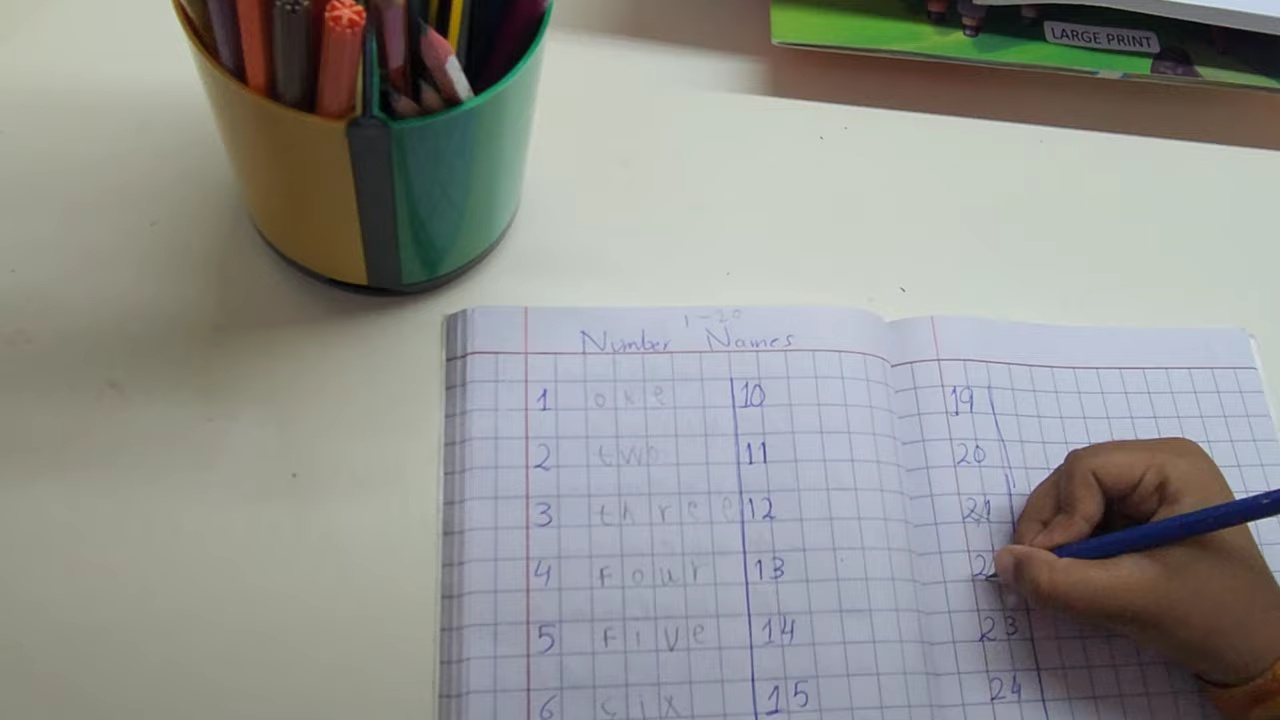 LARGE PRINT
1-20
Number Names
1 one 10 19
2 two 11 20
3 three 12 21
4 Four 13
5 Five 14 23
6 six 15 24